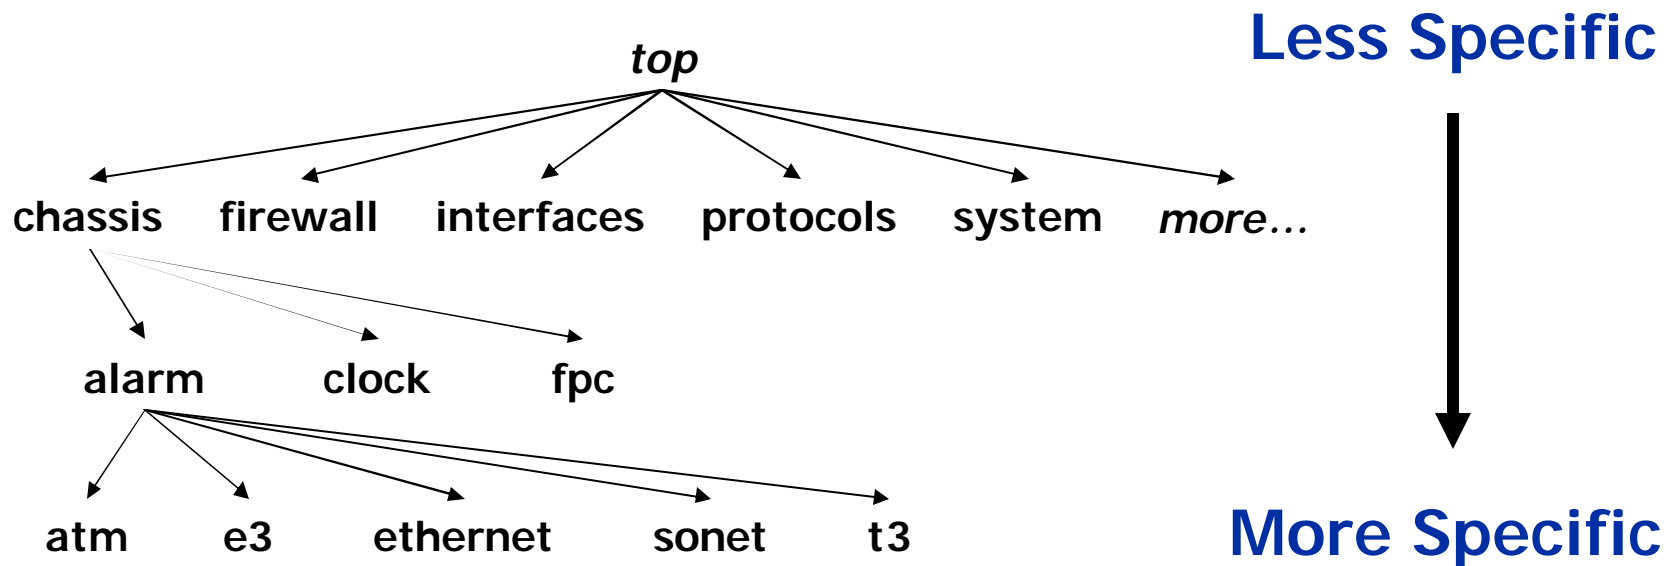 Less Specific
top
chassis firewall interfaces protocols system more...
alarm clock fpc
atm e3 ethernet sonet t3
More Specific